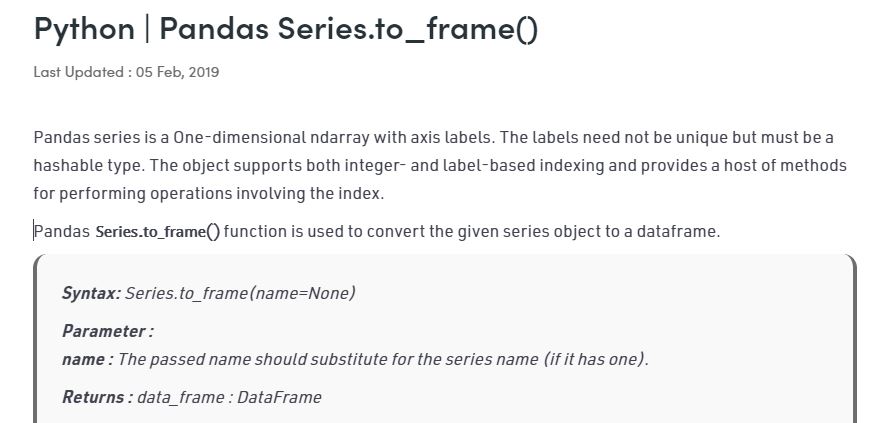 Python | Pandas Series.to_frame()
Last Updated : 05 Feb, 2019
Pandas series is a One-dimensional ndarray with axis labels. The labels need not be unique but must be a
hashable type. The object supports both integer- and label-based indexing and provides a host of methods
for performing operations involving the index.
Pandas Series.to_frame() function is used to convert the given series object to a dataframe.
Syntax: Series.to_frame(name=None)
Parameter :
name : The passed name should substitute for the series name (if it has one).
Returns : data_frame : DataFrame